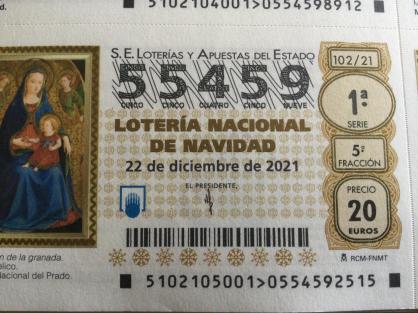 5102104001>0554598912
S.E. LOTERÍAS Y APUESTAS DEL ESTADO
102/21
55459
CINCO CINCO CUATRO CINCO NUEVE
1ª
SERIE
LOTERÍA NACIONAL
DE NAVIDAD
22 de diciembre de 2021
5ª
FRACCIÓN
EL PRESIDENTE,
PRECIO
20
EUROS
n de la granada.
élico.
Nacional del Prado.
RCM-FNMT
5102105001>0554592515